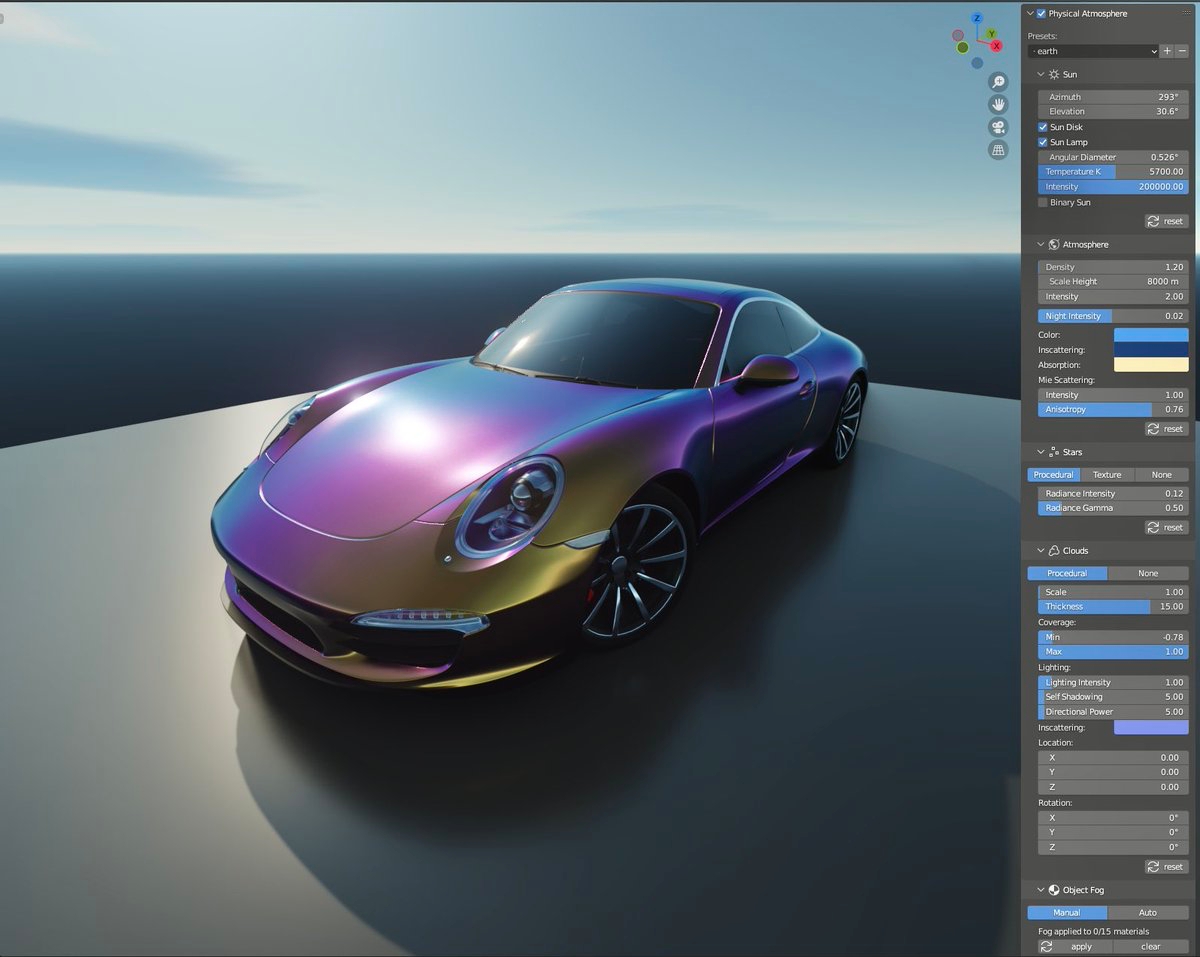 Z
Y
X
Physical Atmosphere
Presets:
- earth
Sun
Azimuth 293°
Elevation 30.6°
Sun Disk
Sun Lamp
Angular Diameter 0.526°
Temperature K 5700.00
Intensity 200000.00
Binary Sun
reset
Atmosphere
Density 1.20
Scale Height 8000 m
Intensity 2.00
Night Intensity 0.02
Color:
Inscattering:
Absorption:
Mie Scattering:
Intensity 1.00
Anisotropy 0.76
reset
Stars
Procedural Texture None
Radiance Intensity 0.12
Radiance Gamma 0.50
reset
Clouds
Procedural None
Scale 1.00
Thickness 15.00
Coverage:
Min -0.78
Max 1.00
Lighting:
Lighting Intensity 1.00
Self Shadowing 5.00
Directional Power 5.00
Inscattering:
Location:
X 0.00
Y 0.00
Z 0.00
Rotation:
X 0°
Y 0°
Z 0°
reset
Object Fog
Manual Auto
Fog applied to 0/15 materials
apply clear